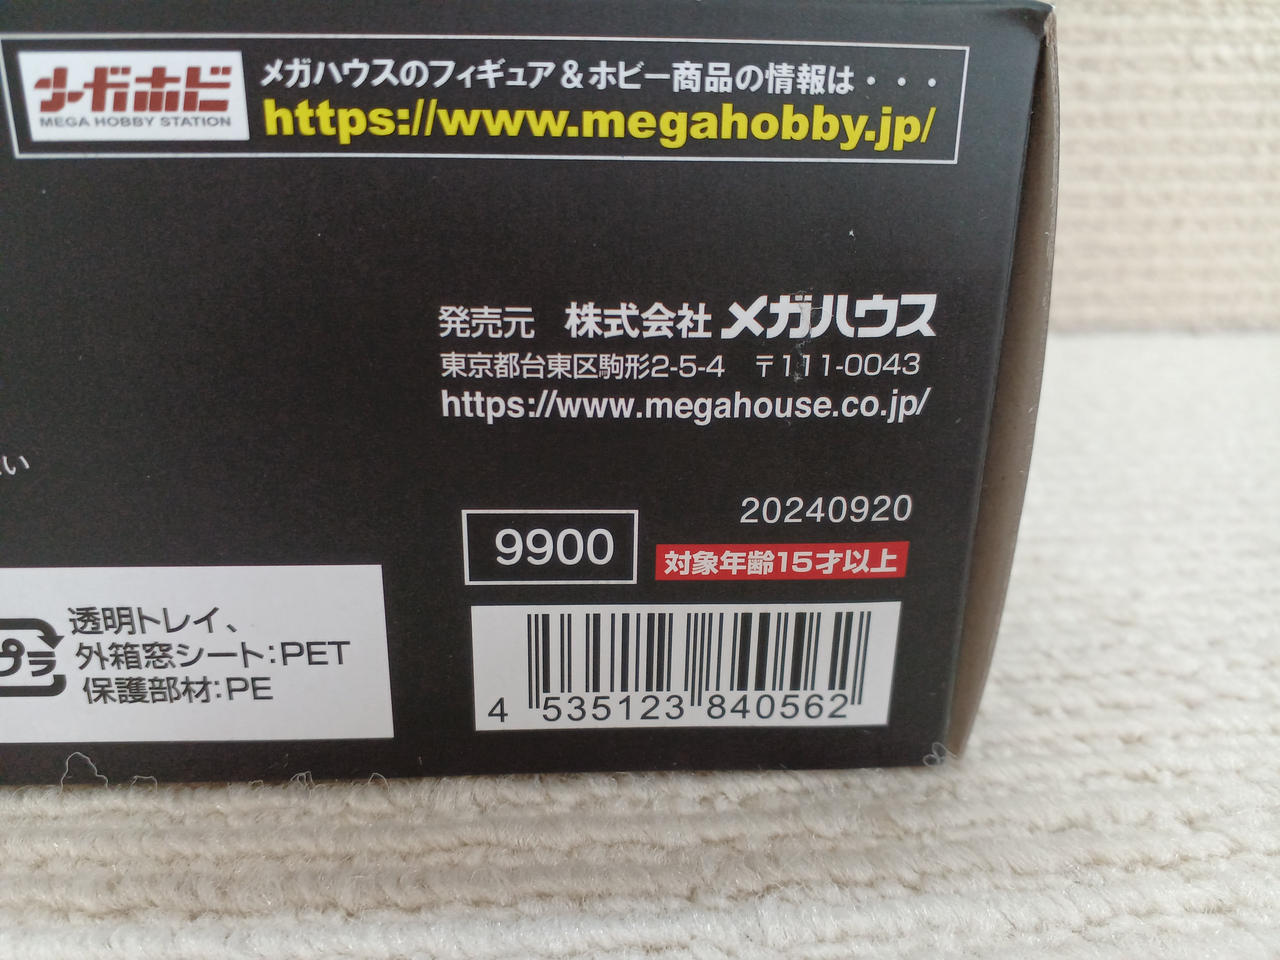 メガホビ
MEGA HOBBY STATION
メガハウスのフィギュア&ホビー商品の情報は・・・
https://www.megahobby.jp/
発売元 株式会社 メガハウス
東京都台東区駒形2-5-4 〒111-0043
https://www.megahouse.co.jp/
い
20240920
9900
対象年齢15才以上
プラ
透明トレイ、
外箱窓シート:PET
保護部材:PE
4 535123 840562